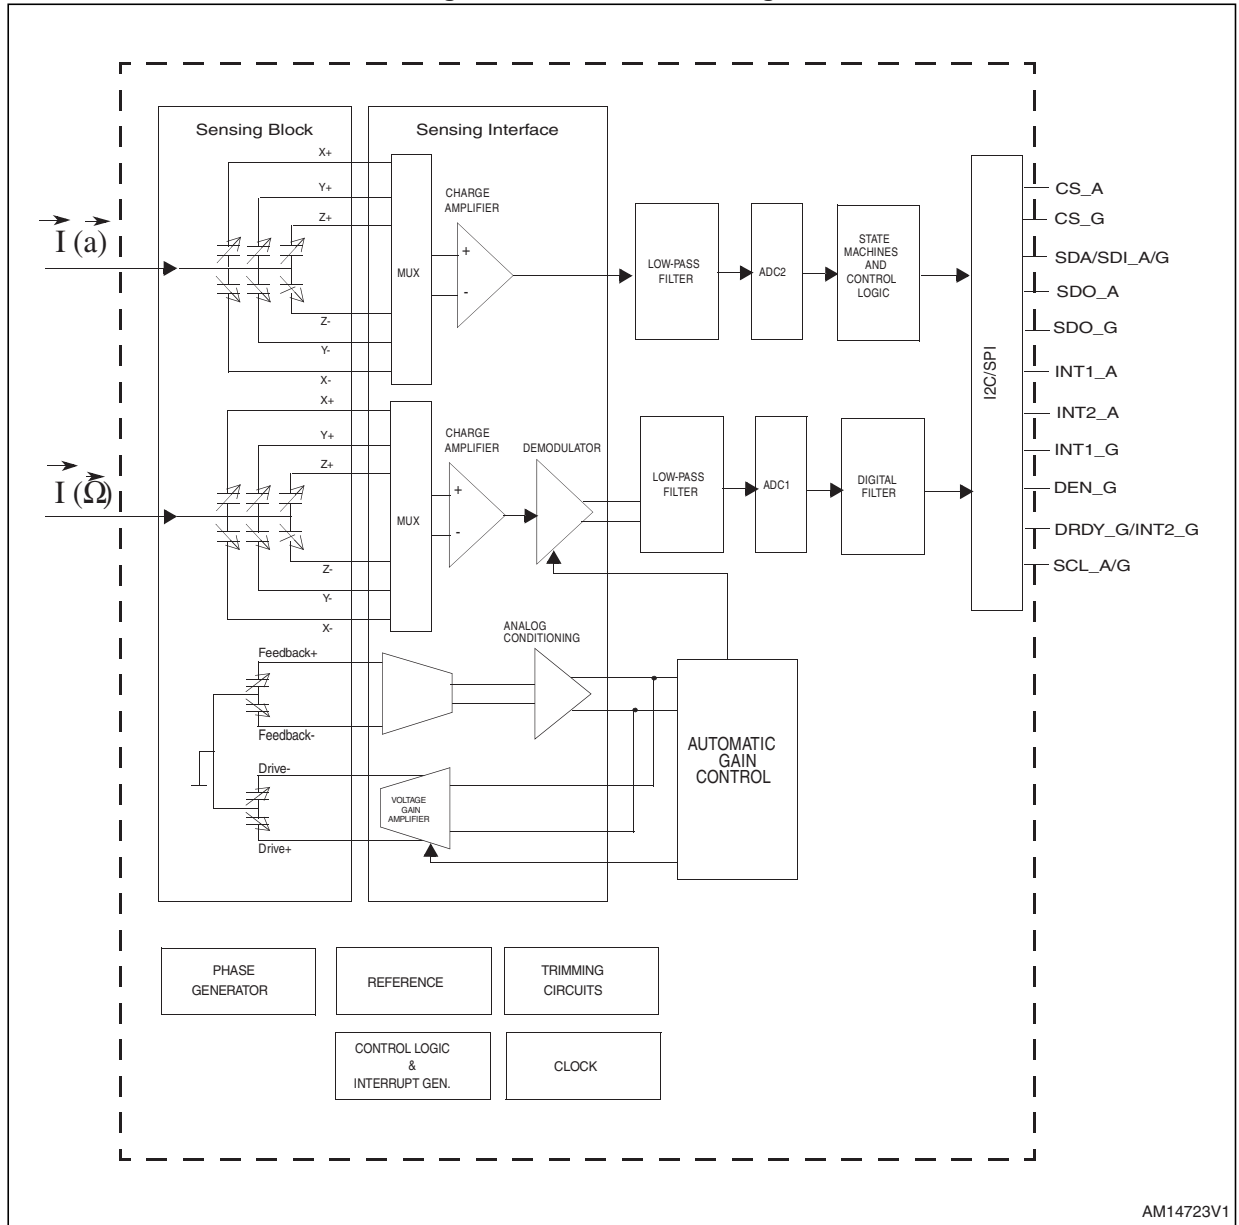 Sensing Block
Sensing Interface
X+
Y+
Z+
I (a)
Z-
Y-
X-
MUX
CHARGE
AMPLIFIER
+
-
LOW-PASS
FILTER
ADC2
STATE
MACHINES
AND
CONTROL
LOGIC
I2C/SPI
CS_A
CS_G
SDA/SDI_A/G
SDO_A
SDO_G
INT1_A
INT2_A
INT1_G
DEN_G
DRDY_G/INT2_G
SCL_A/G
X+
Y+
Z+
I (Ω)
Z-
Y-
X-
MUX
CHARGE
AMPLIFIER
+
-
DEMODULATOR
LOW-PASS
FILTER
ADC1
DIGITAL
FILTER
Feedback+
Feedback-
Drive-
Drive+
ANALOG
CONDITIONING
VOLTAGE
GAIN
AMPLIFIER
AUTOMATIC
GAIN
CONTROL
PHASE
GENERATOR
REFERENCE
TRIMMING
CIRCUITS
CONTROL LOGIC
&
INTERRUPT GEN.
CLOCK
AM14723V1